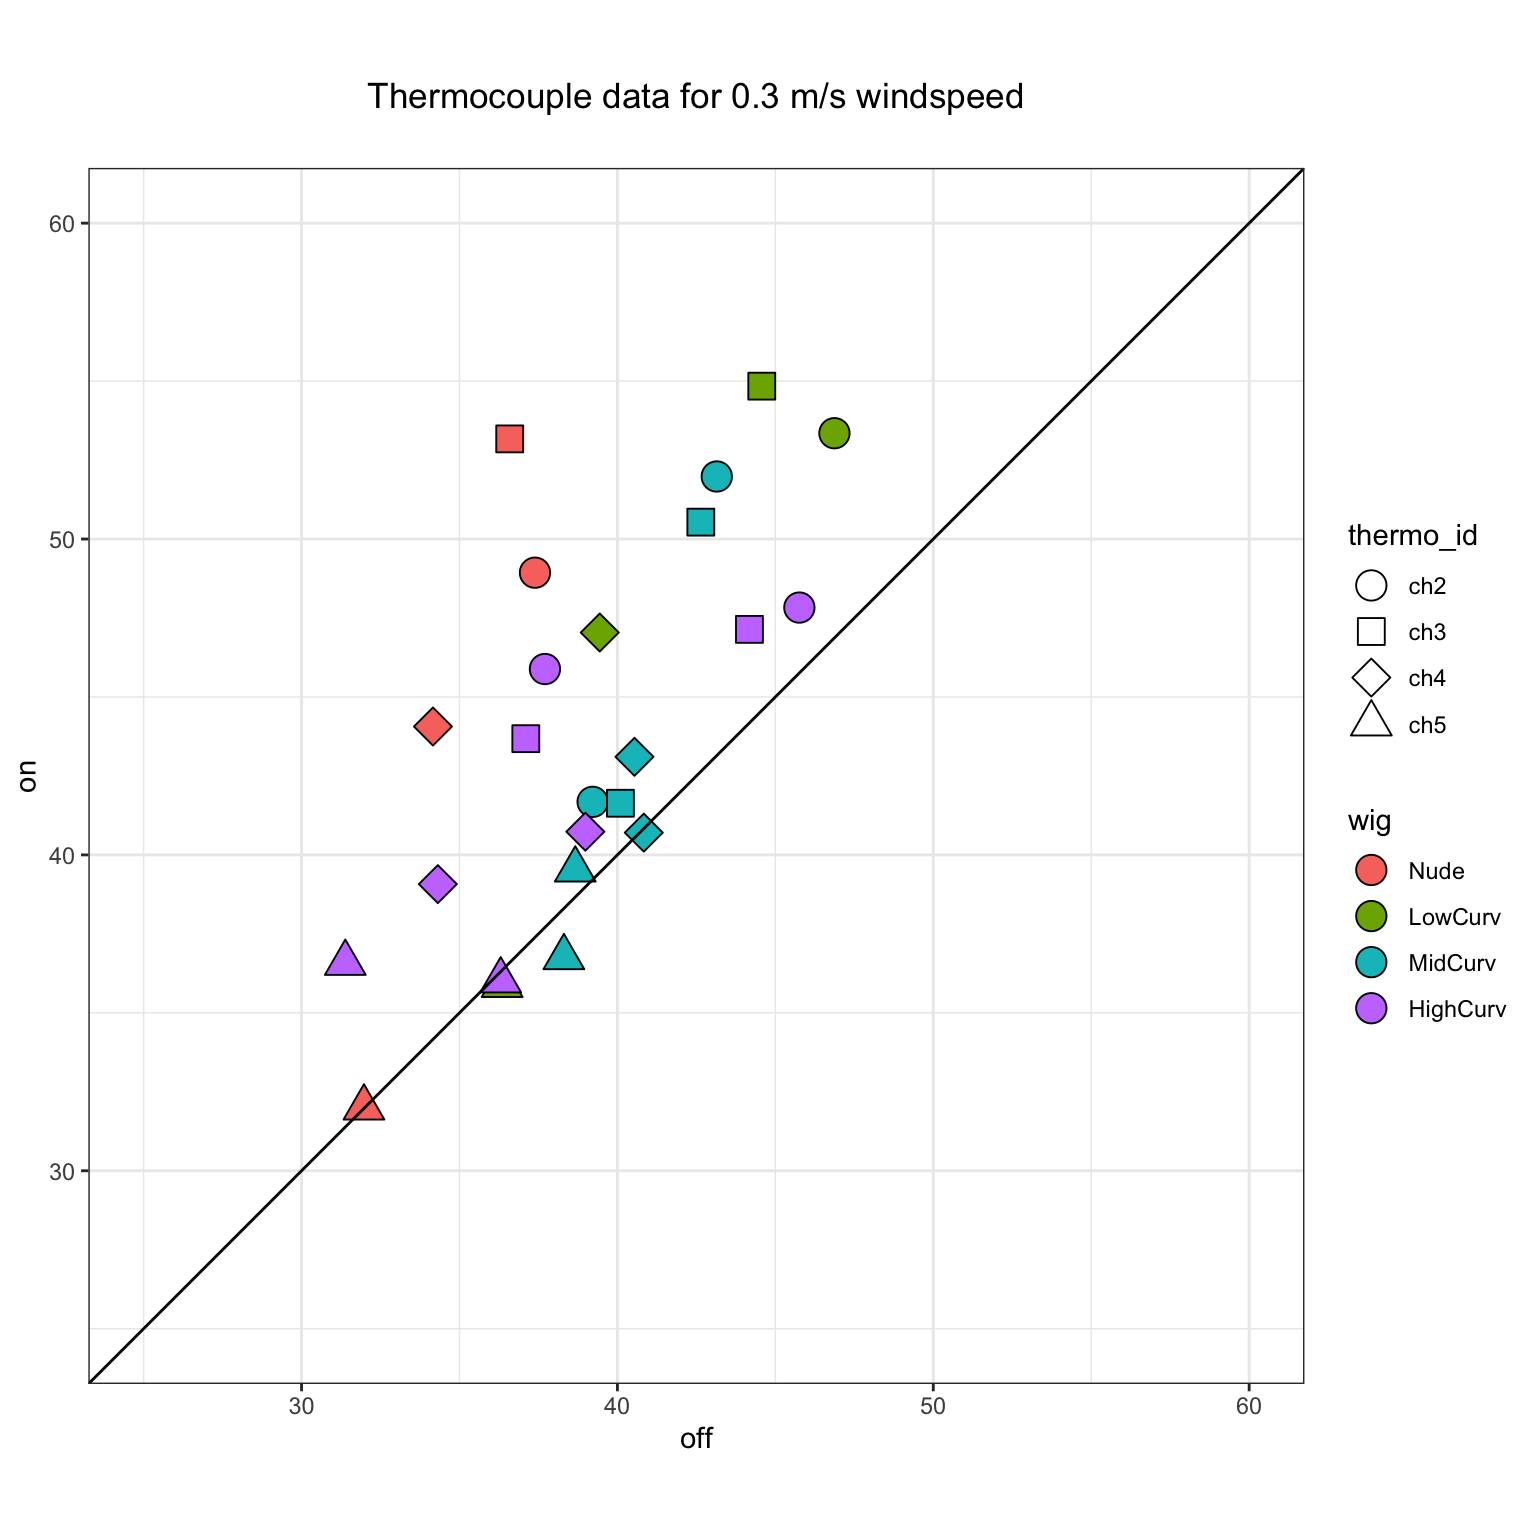 Thermocouple data for 0.3 m/s windspeed
60
50
40
30
on
30
40
50
60
off
thermo_id
ch2
ch3
ch4
ch5
wig
Nude
LowCurv
MidCurv
HighCurv